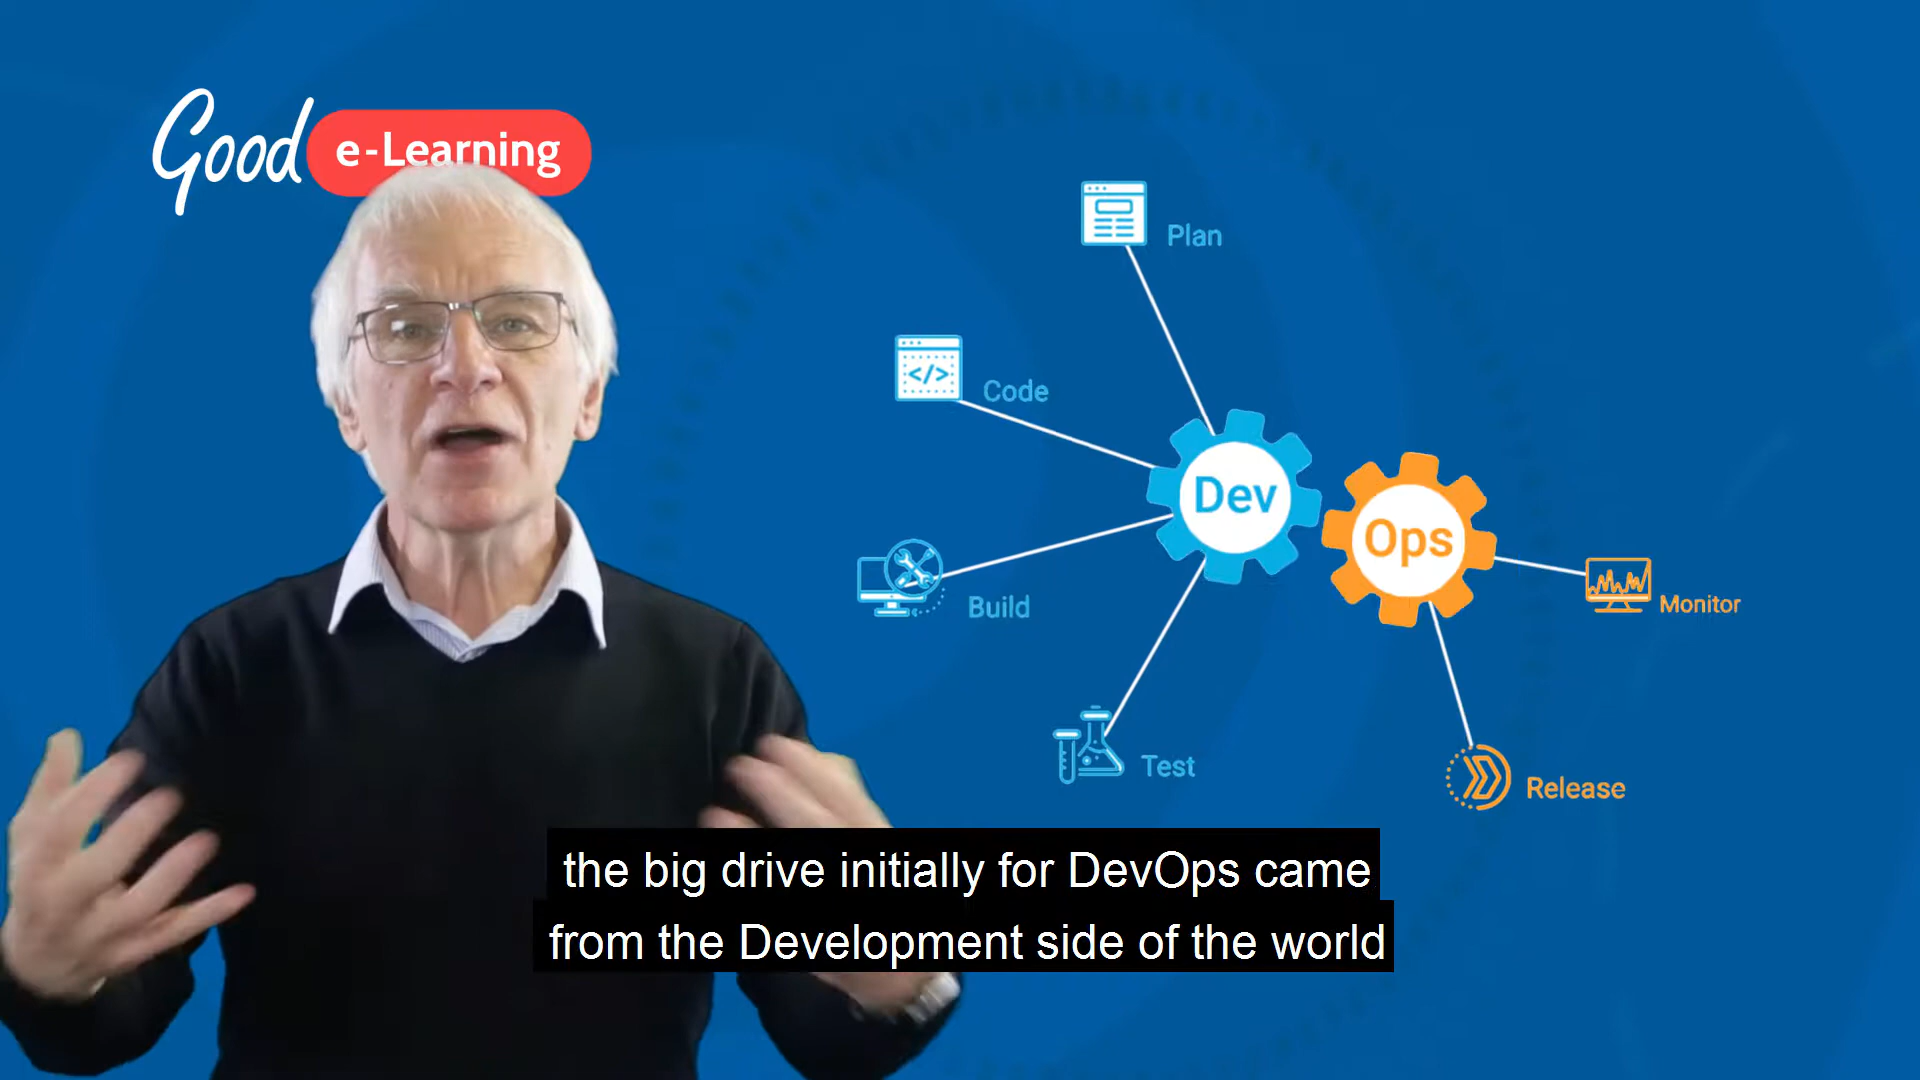 Good e-Learning
Plan
</> Code
Dev
Ops
Build
Monitor
Test
Release
the big drive initially for DevOps came
from the Development side of the world